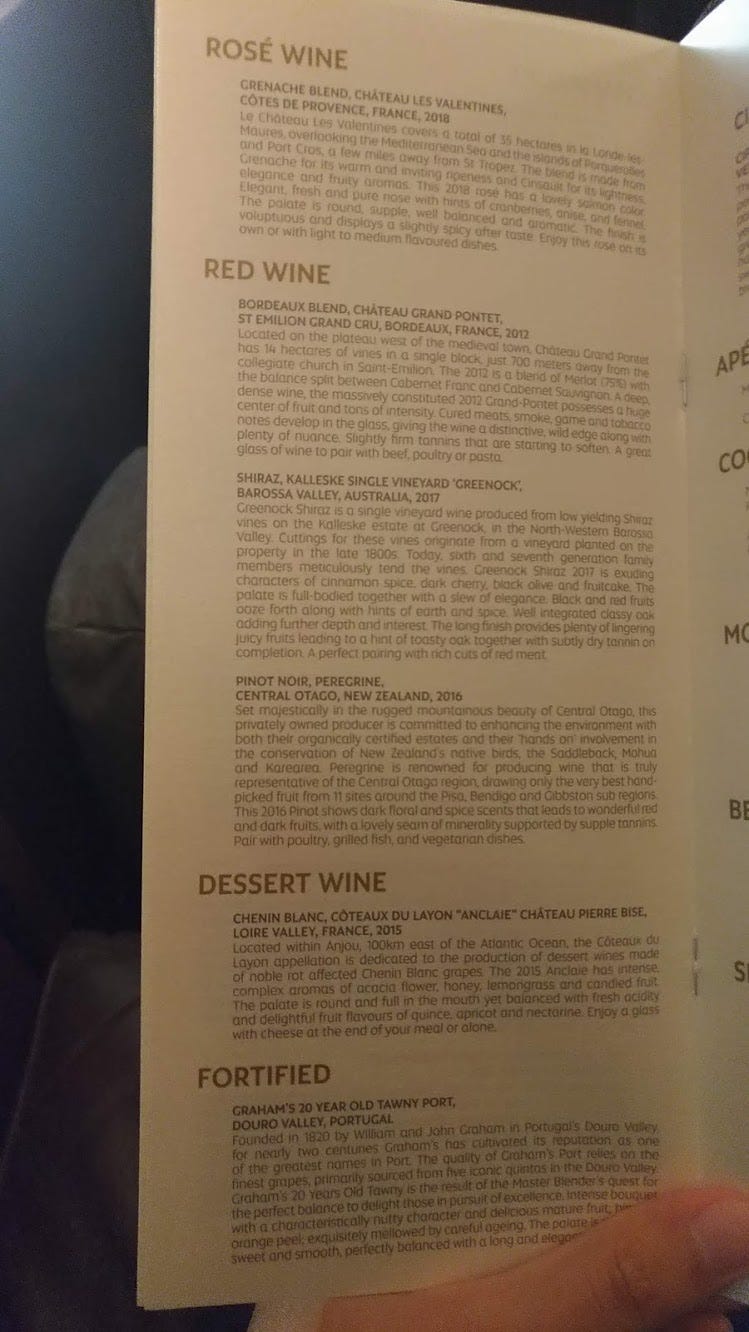 ROSÉ WINE
GRENACHE BLEND, CHÂTEAU LES VALENTINES,
CÔTES DE PROVENCE, FRANCE, 2018
Le Château Les Valentines covers a total of 35 hectares in la Londe-les-
Maures, overlooking the Mediterranean Sea and the islands of Porquerolles
and Port Cros, a few miles away from St Tropez. The blend is made from
Grenache for its warm and inviting ripeness and Cinsault for its lightness,
elegance and fruity aromas. This 2018 rosé has a lovely salmon color.
Elegant, fresh and pure nose with hints of cranberries, anise, and fennel.
The palate is round, supple, well balanced and aromatic. The finish is
voluptuous and displays a slightly spicy after taste. Enjoy this rose on its
own or with light to medium flavoured dishes.
RED WINE
BORDEAUX BLEND, CHÂTEAU GRAND PONTET,
ST EMILION GRAND CRU, BORDEAUX, FRANCE, 2012
Located on the plateau west of the medieval town, Château Grand Pontet
has 14 hectares of vines in a single block, just 700 meters away from the
collegiate church in Saint-Emilion. The 2012 is a blend of Merlot (75%) with
the balance split between Cabernet Franc and Cabernet Sauvignon. A deep,
dense wine, the massively constituted 2012 Grand-Pontet possesses a huge
center of fruit and tons of intensity. Cured meats, smoke, game and tobacco
notes develop in the glass, giving the wine a distinctive, wild edge along with
plenty of nuance. Slightly firm tannins that are starting to soften. A great
glass of wine to pair with beef, poultry or pasta.
SHIRAZ, KALLESKE SINGLE VINEYARD 'GREENOCK',
BAROSSA VALLEY, AUSTRALIA, 2017
Greenock Shiraz is a single vineyard wine produced from low yielding Shiraz
vines on the Kalleske estate at Greenock, in the North-Western Barossa
Valley. Cuttings for these vines originate from a vineyard planted on the
property in the late 1800s. Today, sixth and seventh generation family
members meticulously tend the vines. Greenock Shiraz 2017 is exuding
characters of cinnamon spice, dark cherry, black olive and fruitcake. The
palate is full-bodied together with a slew of elegance. Black and red fruits
ooze forth along with hints of earth and spice. Well integrated classy oak
adding further depth and interest. The long finish provides plenty of lingering
juicy fruits leading to a hint of toasty oak together with subtly dry tannin on
completion. A perfect pairing with rich cuts of red meat.
PINOT NOIR, PEREGRINE,
CENTRAL OTAGO, NEW ZEALAND, 2016
Set majestically in the rugged mountainous beauty of Central Otago, this
privately owned producer is committed to enhancing the environment with
both their organically certified estates and their 'hands on' involvement in
the conservation of New Zealand's native birds, the Saddleback, Mohua
and Karearea. Peregrine is renowned for producing wine that is truly
representative of the Central Otago region, drawing only the very best hand-
picked fruit from 11 sites around the Pisa, Bendigo and Gibbston sub regions.
This 2016 Pinot shows dark floral and spice scents that leads to wonderful red
and dark fruits, with a lovely seam of minerality supported by supple tannins.
Pair with poultry, grilled fish, and vegetarian dishes.
DESSERT WINE
CHENIN BLANC, CÔTEAUX DU LAYON "ANCLAIE" CHÂTEAU PIERRE BISE,
LOIRE VALLEY, FRANCE, 2015
Located within Anjou, 100km east of the Atlantic Ocean, the Côteaux du
Layon appellation is dedicated to the production of dessert wines made
of noble rot affected Chenin Blanc grapes. The 2015 Anclaie has intense,
complex aromas of acacia flower, honey, lemongrass and candied fruit.
The palate is round and full in the mouth yet balanced with fresh acidity
and delightful fruit flavours of quince, apricot and nectarine. Enjoy a glass
with cheese at the end of your meal or alone.
FORTIFIED
GRAHAM'S 20 YEAR OLD TAWNY PORT,
DOURO VALLEY, PORTUGAL
Founded in 1820 by William and John Graham in Portugal's Douro Valley,
for nearly two centuries Graham's has cultivated its reputation as one
of the greatest names in Port. The quality of Graham's Port relies on the
finest grapes, primarily sourced from five iconic quintas in the Douro Valley.
Graham's 20 Years Old Tawny is the result of the Master Blender's quest for
the perfect balance to delight those in pursuit of excellence. Intense bouquet
with a characteristically nutty character and delicious mature fruit,
orange peel; exquisitely mellowed by careful ageing. The palate is
sweet and smooth, perfectly balanced with a long and
APÉ
CO
MO
BE